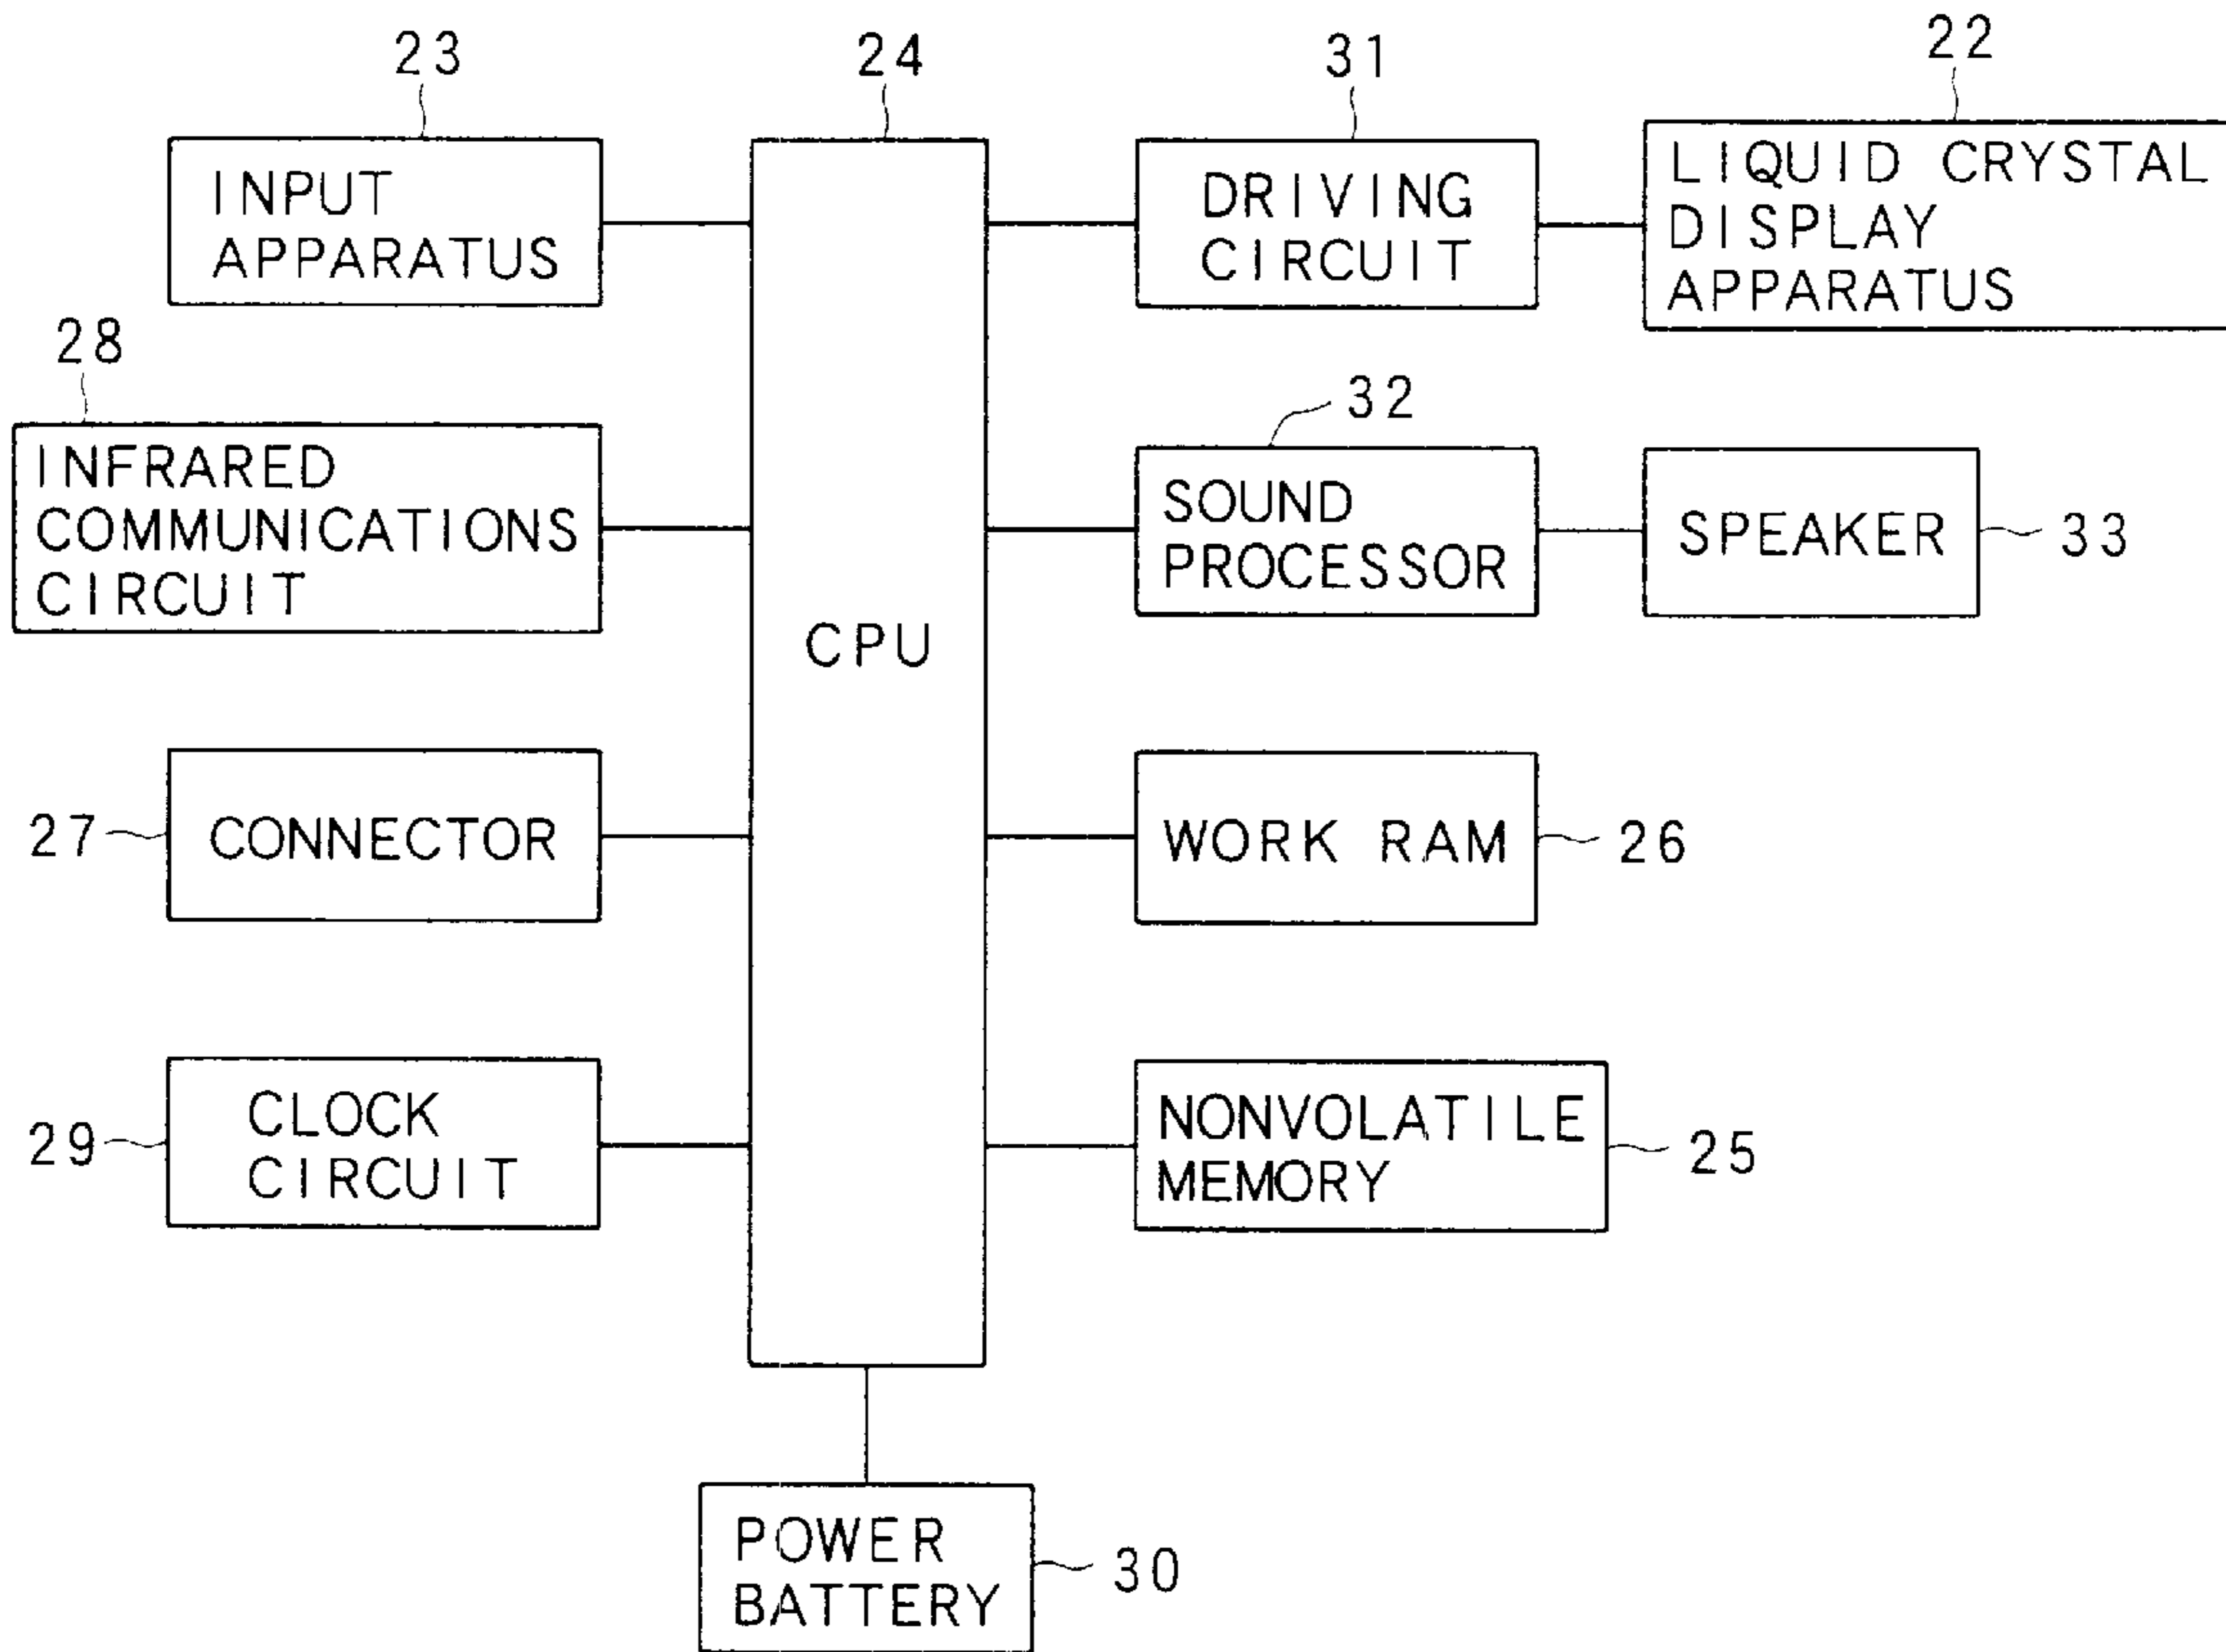 23
24
31
22
INPUT
APPARATUS
DRIVING
CIRCUIT
LIQUID CRYSTAL
DISPLAY
APPARATUS
28
32
INFRARED
COMMUNICATIONS
CIRCUIT
SOUND
PROCESSOR
SPEAKER
33
CPU
27
CONNECTOR
WORK RAM
26
29
CLOCK
CIRCUIT
NONVOLATILE
MEMORY
25
POWER
BATTERY
30